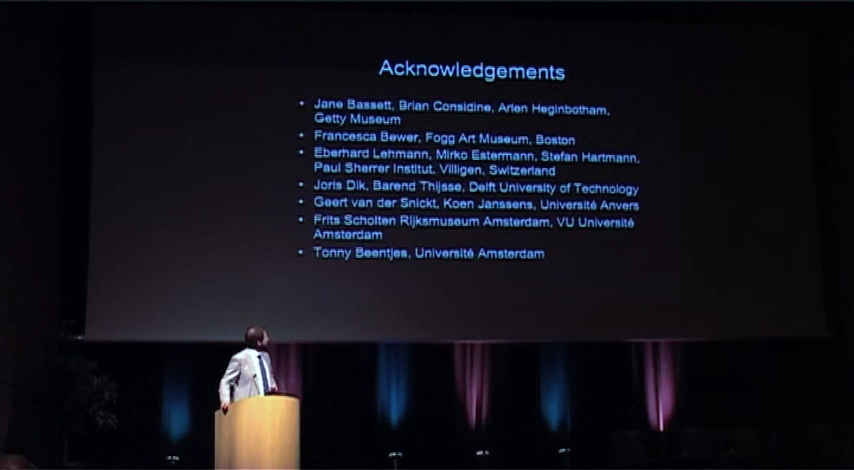 Acknowledgements
• Jane Bassett, Brian Considine, Arlen Heginbotham,
Getty Museum
• Francesca Bewer, Fogg Art Museum, Boston
• Eberhard Lehmann, Mirko Estermann, Stefan Hartmann,
Paul Sherrer Institut, Villigen, Switzerland
• Joris Dik, Barend Thijsse, Delft University of Technology
• Geert van der Snickt, Koen Janssens, Université Anvers
• Frits Scholten Rijksmuseum Amsterdam, VU Université
Amsterdam
• Tonny Beentjes, Université Amsterdam